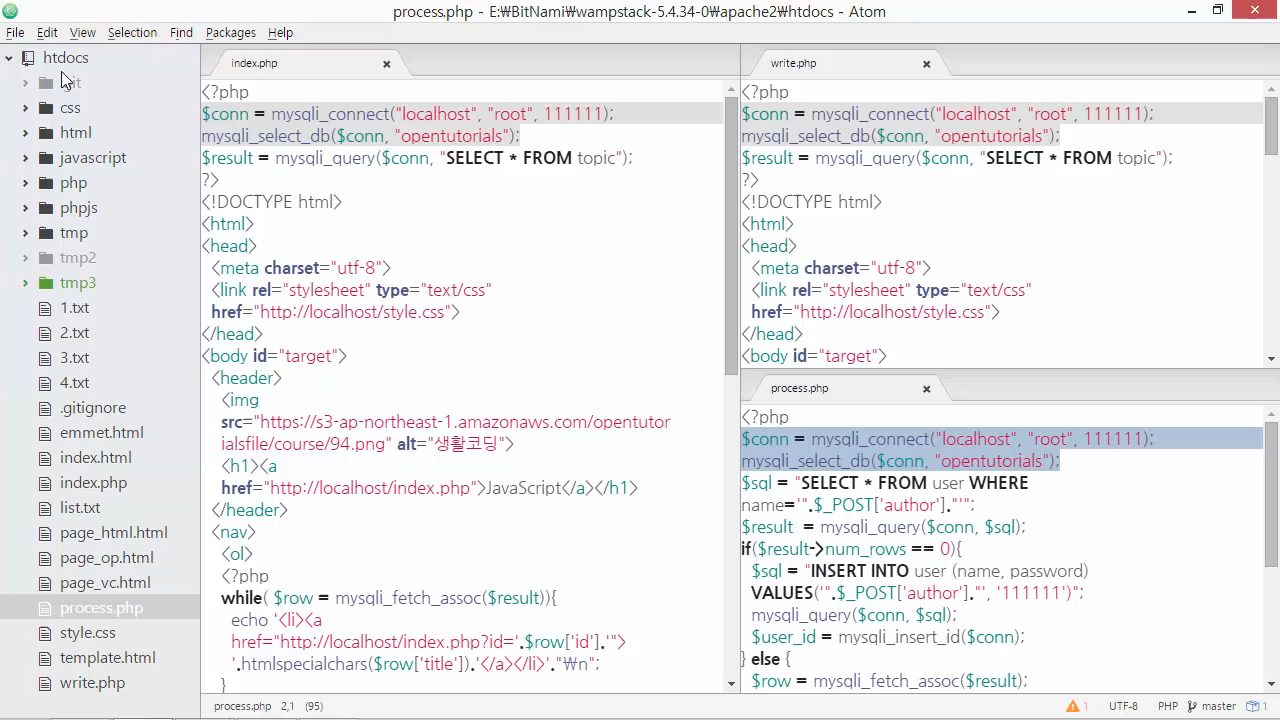 process.php - E:₩BitNami₩wampstack-5.4.34-0₩apache2₩htdocs - Atom
File Edit View Selection Find Packages Help
htdocs
css
html
javascript
php
phpjs
tmp
tmp2
tmp3
1.txt
2.txt
3.txt
4.txt
.gitignore
emmet.html
index.html
index.php
list.txt
page_html.html
page_op.html
page_vc.html
process.php
style.css
template.html
write.php
index.php
<?php
$conn = mysqli_connect("localhost", "root", 111111);
mysqli_select_db($conn, "opentutorials");
$result = mysqli_query($conn, "SELECT * FROM topic");
?>
<!DOCTYPE html>
<html>
<head>
<meta charset="utf-8">
<link rel="stylesheet" type="text/css"
href="http://localhost/style.css">
</head>
<body id="target">
<header>
<img
src="https://s3-ap-northeast-1.amazonaws.com/opentutor
ialsfile/course/94.png" alt="생활코딩">
<h1><a
href="http://localhost/index.php">JavaScript</a></h1>
</header>
<nav>
<ol>
<?php
while( $row = mysqli_fetch_assoc($result)){
echo '<li><a
href="http://localhost/index.php?id='.$row['id'].'">
'.htmlspecialchars($row['title']).'</a></li>'."₩n";
}
write.php
<?php
$conn = mysqli_connect("localhost", "root", 111111);
mysqli_select_db($conn, "opentutorials");
$result = mysqli_query($conn, "SELECT * FROM topic");
?>
<!DOCTYPE html>
<html>
<head>
<meta charset="utf-8">
<link rel="stylesheet" type="text/css"
href="http://localhost/style.css">
</head>
<body id="target">
process.php
<?php
$conn = mysqli_connect("localhost", "root", 111111);
mysqli_select_db($conn, "opentutorials");
$sql = "SELECT * FROM user WHERE
name='".$_POST['author']."'";
$result  = mysqli_query($conn, $sql);
if($result->num_rows == 0){
$sql = "INSERT INTO user (name, password)
VALUES('".$_POST['author']."', '111111')";
mysqli_query($conn, $sql);
$user_id = mysqli_insert_id($conn);
} else {
$row = mysqli_fetch_assoc($result);
process.php 2,1 (95) 1 UTF-8 PHP master 1